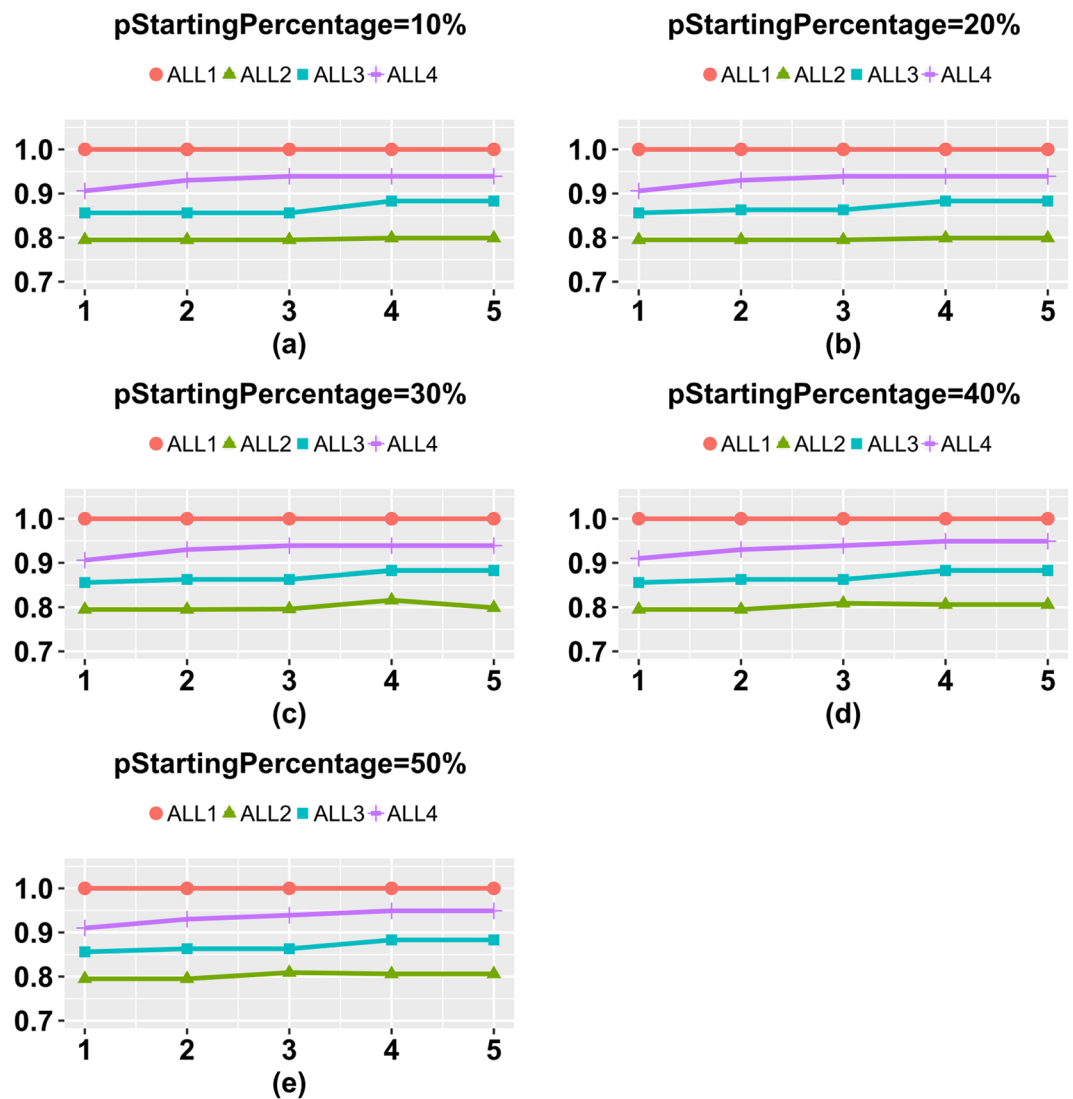 pStartingPercentage=10%
ALL1 ALL2 ALL3 ALL4
1.0
0.9
0.8
0.7
1 2 3 4 5
(a)
pStartingPercentage=20%
ALL1 ALL2 ALL3 ALL4
1.0
0.9
0.8
0.7
1 2 3 4 5
(b)
pStartingPercentage=30%
ALL1 ALL2 ALL3 ALL4
1.0
0.9
0.8
0.7
1 2 3 4 5
(c)
pStartingPercentage=40%
ALL1 ALL2 ALL3 ALL4
1.0
0.9
0.8
0.7
1 2 3 4 5
(d)
pStartingPercentage=50%
ALL1 ALL2 ALL3 ALL4
1.0
0.9
0.8
0.7
1 2 3 4 5
(e)